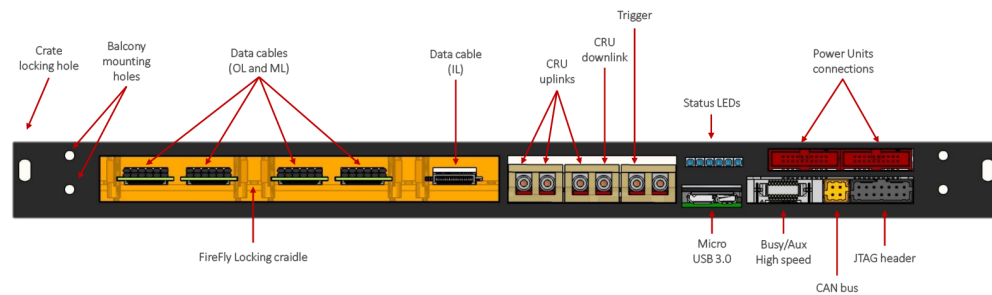 Trigger
Crate
locking hole
Balcony
mounting
holes
Data cables
(OL and ML)
Data cable
(IL)
CRU
uplinks
CRU
downlink
Status LEDs
Power Units
connections
FireFly Locking craidle
Micro
USB 3.0
Busy/Aux
High speed
JTAG header
CAN bus